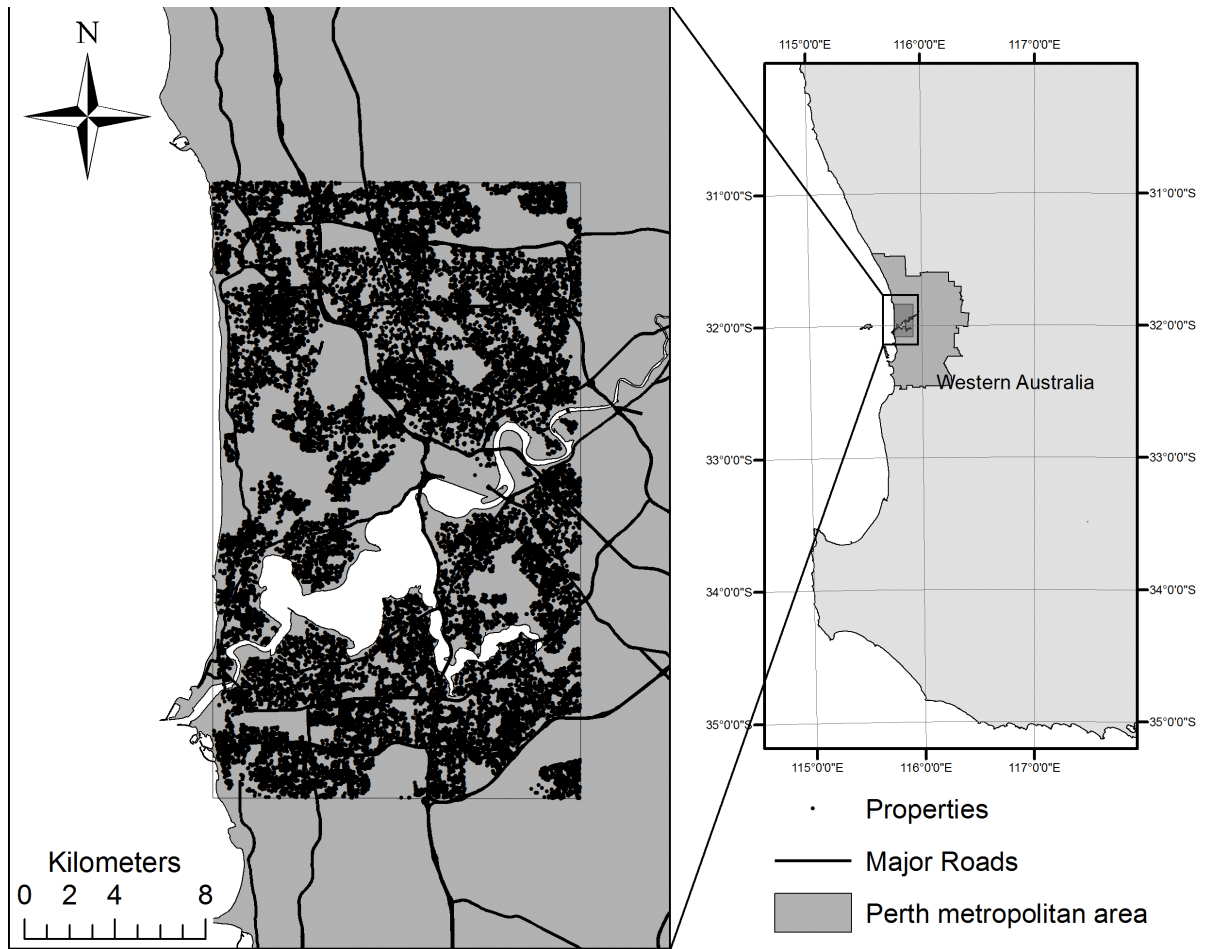 N
Kilometers
0 2 4 8
115°0'0"E 116°0'0"E 117°0'0"E
31°0'0"S 31°0'0"S
32°0'0"S 32°0'0"S
Western Australia
33°0'0"S 33°0'0"S
34°0'0"S 34°0'0"S
35°0'0"S 35°0'0"S
115°0'0"E 116°0'0"E 117°0'0"E
Properties
Major Roads
Perth metropolitan area